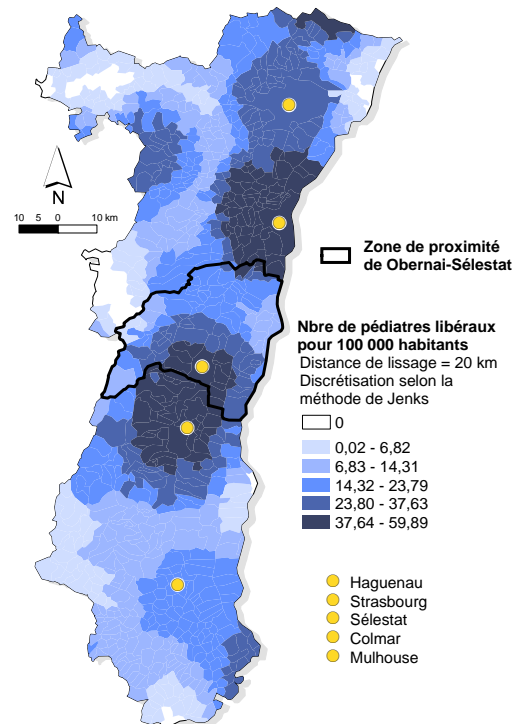 N
10 5 0 10 km
Zone de proximité
de Obernai-Sélestat
Nbre de pédiatres libéraux
pour 100 000 habitants
Distance de lissage = 20 km
Discrétisation selon la
méthode de Jenks
0
0,02 - 6,82
6,83 - 14,31
14,32 - 23,79
23,80 - 37,63
37,64 - 59,89
Haguenau
Strasbourg
Sélestat
Colmar
Mulhouse